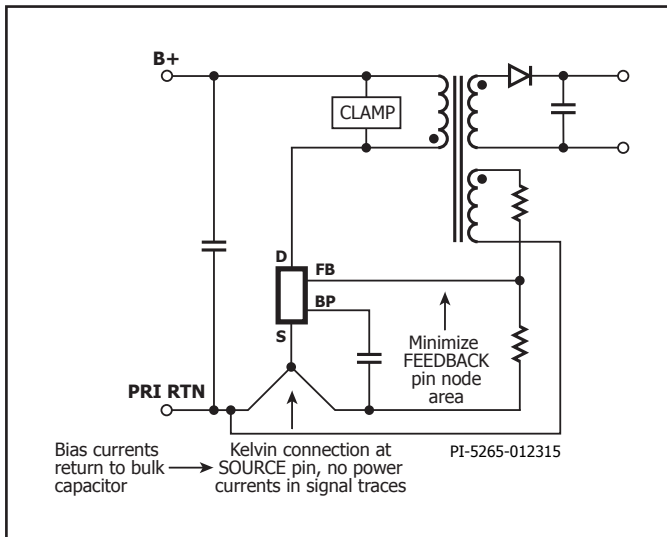 B+
CLAMP
D
FB
BP
S
Minimize
FEEDBACK
pin node
area
PRI RTN
Bias currents
return to bulk
capacitor
Kelvin connection at
SOURCE pin, no power
currents in signal traces
PI-5265-012315